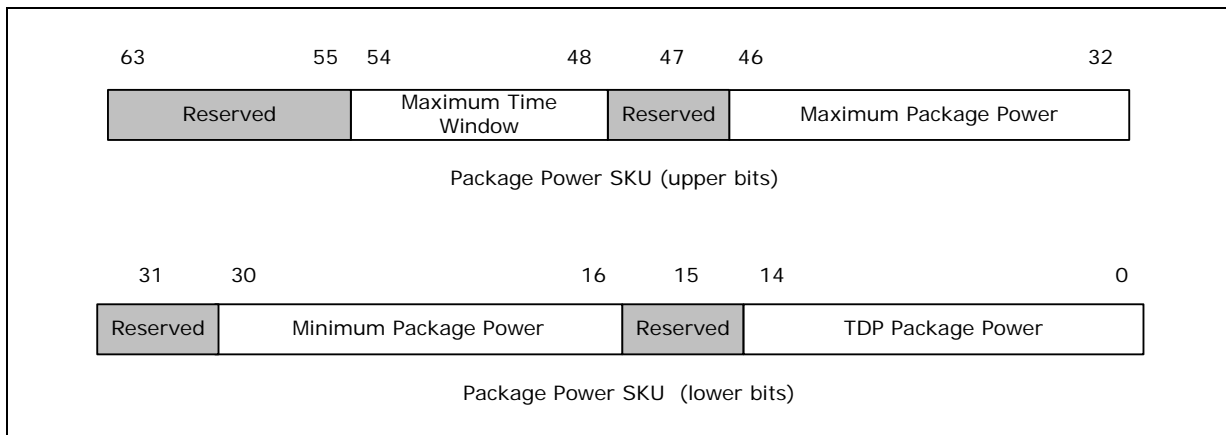 63 55 54 48 47 46 32
Reserved Maximum Time Window Reserved Maximum Package Power
Package Power SKU (upper bits)
31 30 16 15 14 0
Reserved Minimum Package Power Reserved TDP Package Power
Package Power SKU (lower bits)